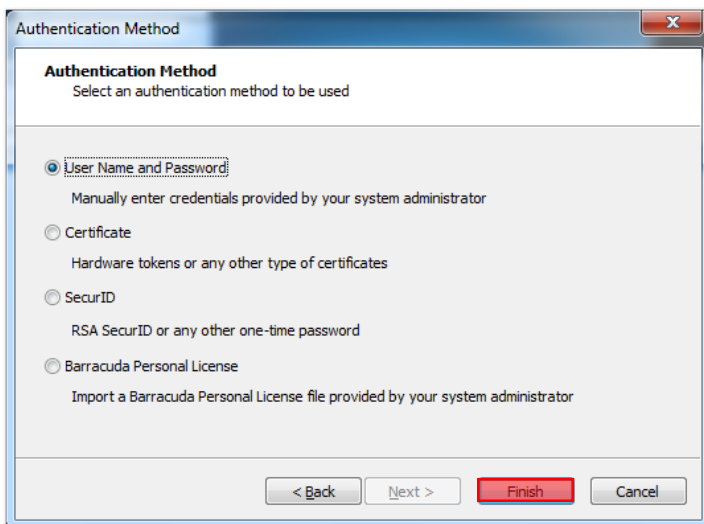 Authentication Method
x
Authentication Method
Select an authentication method to be used
User Name and Password
Manually enter credentials provided by your system administrator
Certificate
Hardware tokens or any other type of certificates
SecurID
RSA SecurID or any other one-time password
Barracuda Personal License
Import a Barracuda Personal License file provided by your system administrator
< Back Next > Finish Cancel